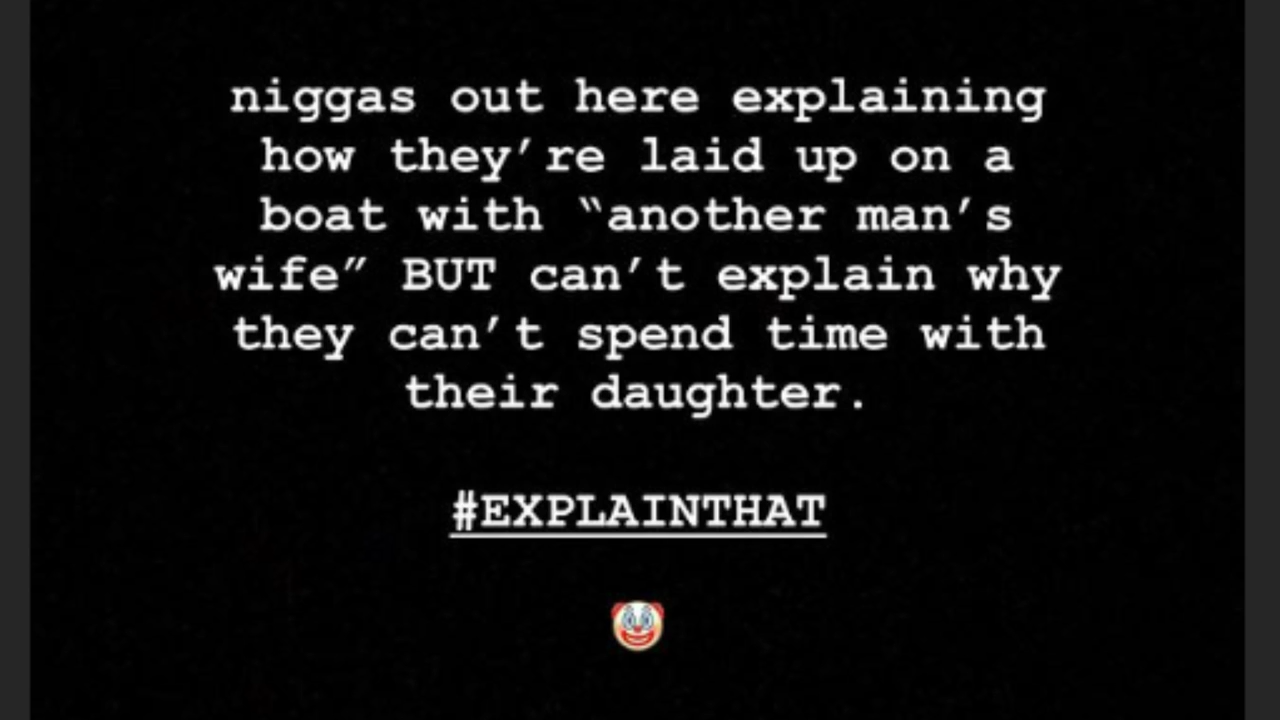 niggas out here explaining
how they’re laid up on a
boat with “another man’s
wife” BUT can’t explain why
they can’t spend time with
their daughter.
#EXPLAINTHAT